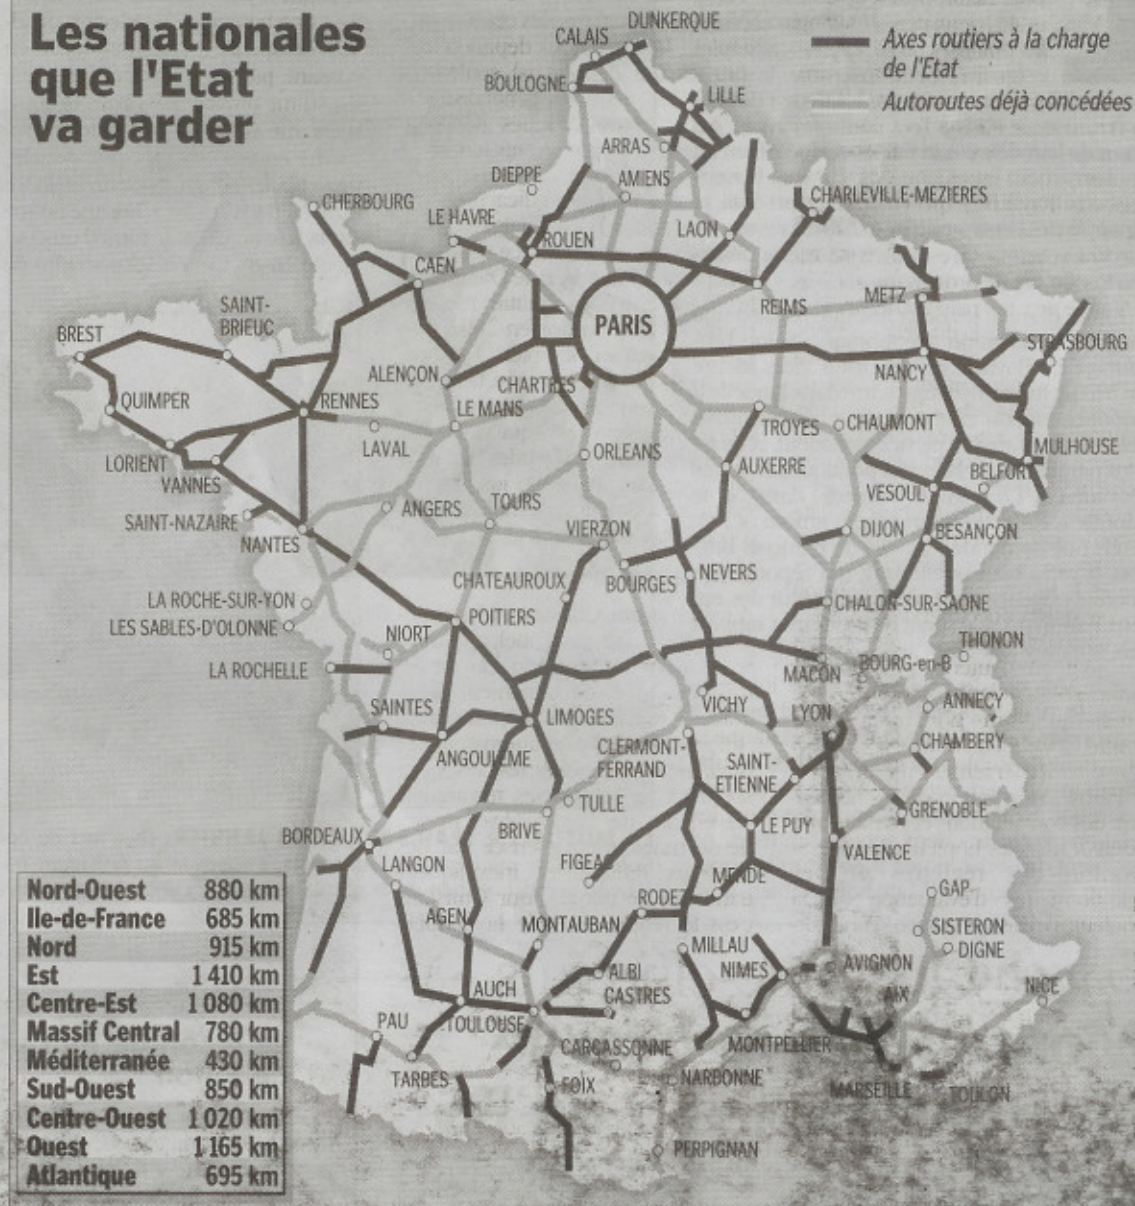 Les nationales
que l'Etat
va garder
Axes routiers à la charge
de l'Etat
Autoroutes déjà concédées
DUNKERQUE
CALAIS
BOULOGNE
LILLE
ARRAS
DIEPPE
AMIENS
CHERBOURG
CHARLEVILLE-MEZIERES
LE HAVRE
ROUEN
LAON
CAEN
REIMS
METZ
SAINT-
BRIEUC
BREST
PARIS
STRASBOURG
ALENÇON
CHARTRES
NANCY
QUIMPER
RENNES
LE MANS
TROYES
CHAUMONT
LAVAL
ORLEANS
MULHOUSE
LORIENT
AUXERRE
BELFORT
VANNES
VESOUL
ANGERS
TOURS
SAINT-NAZAIRE
VIERZON
DIJON
BESANÇON
NANTES
CHATEAUROUX
BOURGES
NEVERS
LA ROCHE-SUR-YON
CHALON-SUR-SAÔNE
POITIERS
LES SABLES-D'OLONNE
NIORT
THONON
LA ROCHELLE
MACON
BOURG-en-B
VICHY
ANNECY
SAINTES
LIMOGES
LYON
CLERMONT-
FERRAND
CHAMBERY
ANGOULEME
SAINT-
ETIENNE
TULLE
GRENOBLE
BRIVE
LE PUY
BORDEAUX
VALENCE
LANGON
FIGEAC
MENDE
GAP
RODEZ
AGEN
MONTAUBAN
SISTERON
MILLAU
DIGNE
NIMES
AVIGNON
ALBI
NICE
AUCH
CASTRES
AIX
PAU
TOULOUSE
MONTPELLIER
CARCASSONNE
TARBES
FOIX
NARBONNE
MARSEILLE
TOULON
PERPIGNAN
Nord-Ouest 880 km
Ile-de-France 685 km
Nord 915 km
Est 1 410 km
Centre-Est 1 080 km
Massif Central 780 km
Méditerranée 430 km
Sud-Ouest 850 km
Centre-Ouest 1 020 km
Ouest 1 165 km
Atlantique 695 km